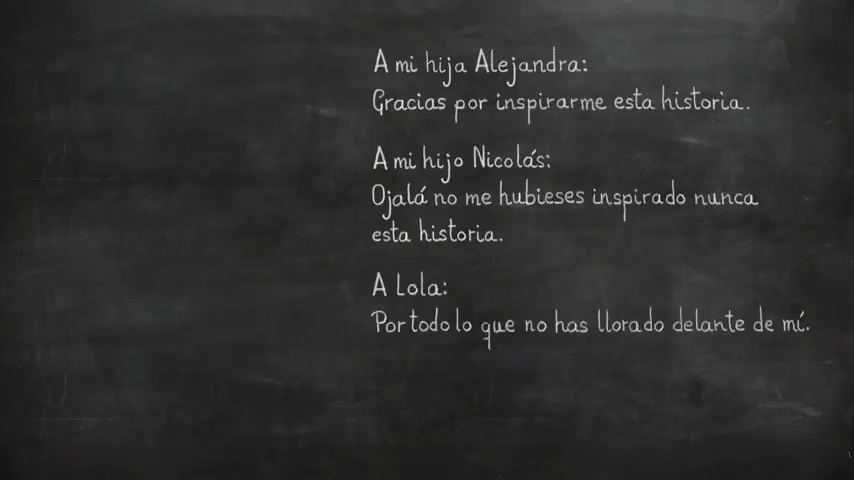 A mi hija Alejandra:
Gracias por inspirarme esta historia.
A mi hijo Nicolás:
Ojalá no me hubieses inspirado nunca
esta historia.
A Lola:
Por todo lo que no has llorado delante de mí.